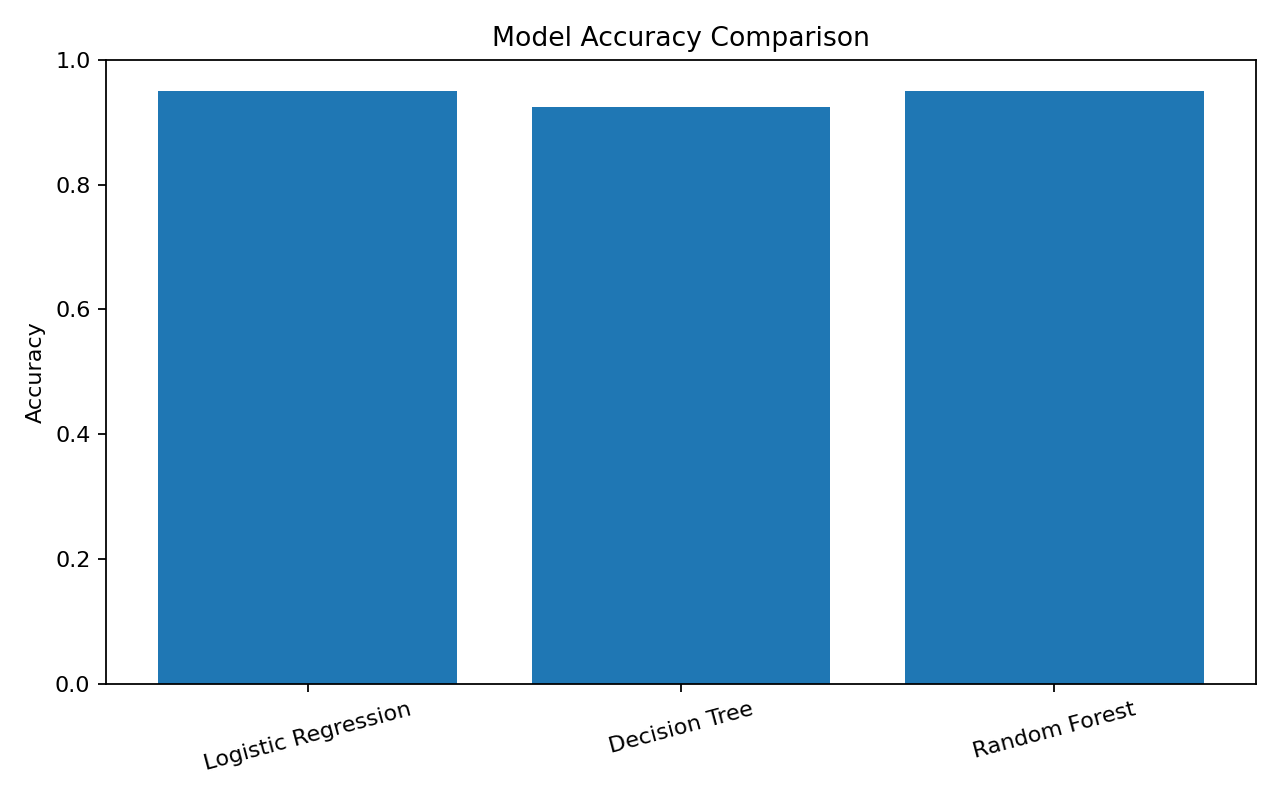 Model Accuracy Comparison
1.0
0.8
0.6
0.4
0.2
0.0
Accuracy
Logistic Regression
Decision Tree
Random Forest